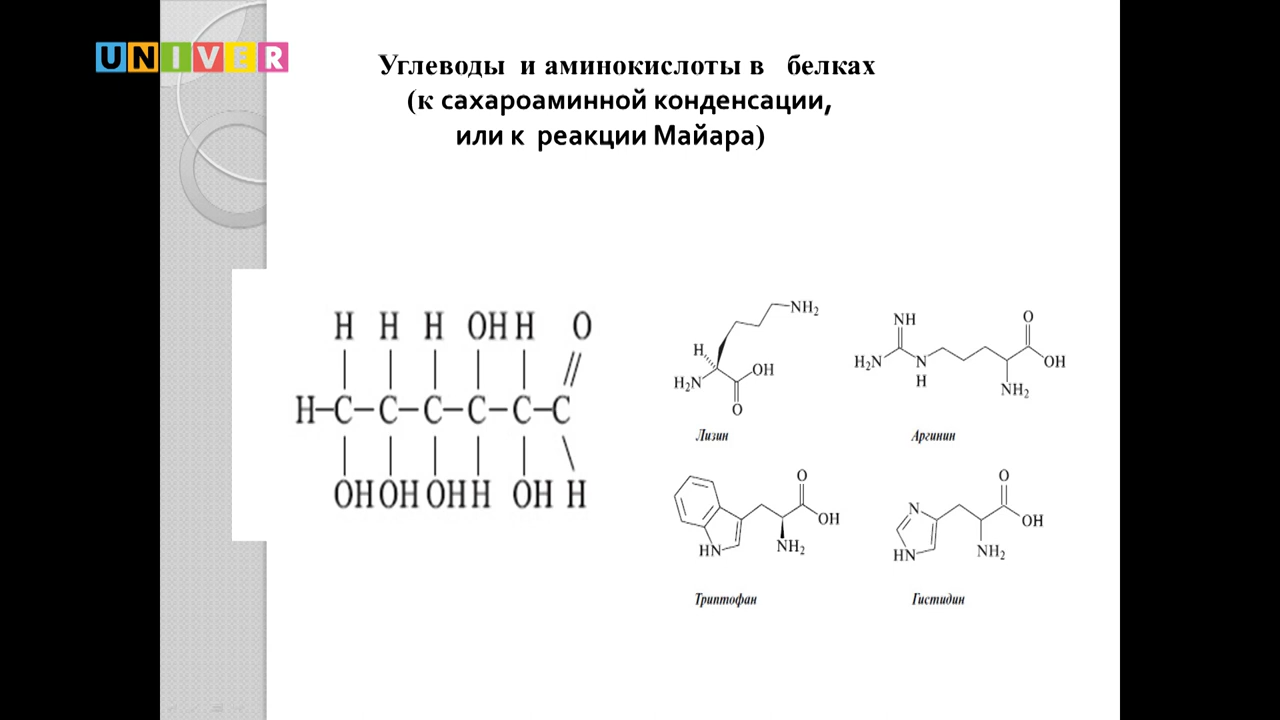 UNIVER
Углеводы и аминокислоты в белках
(к сахароаминной конденсации,
или к реакции Майара)
H H H OH H O
H–C–C–C–C–C–C
OH OH OH H OH H
NH2
H
H2N
OH
O
Лизин
NH
H2N
N
H
O
OH
NH2
Аргинин
O
OH
HN
NH2
Триптофан
N
O
OH
HN
NH2
Гистидин